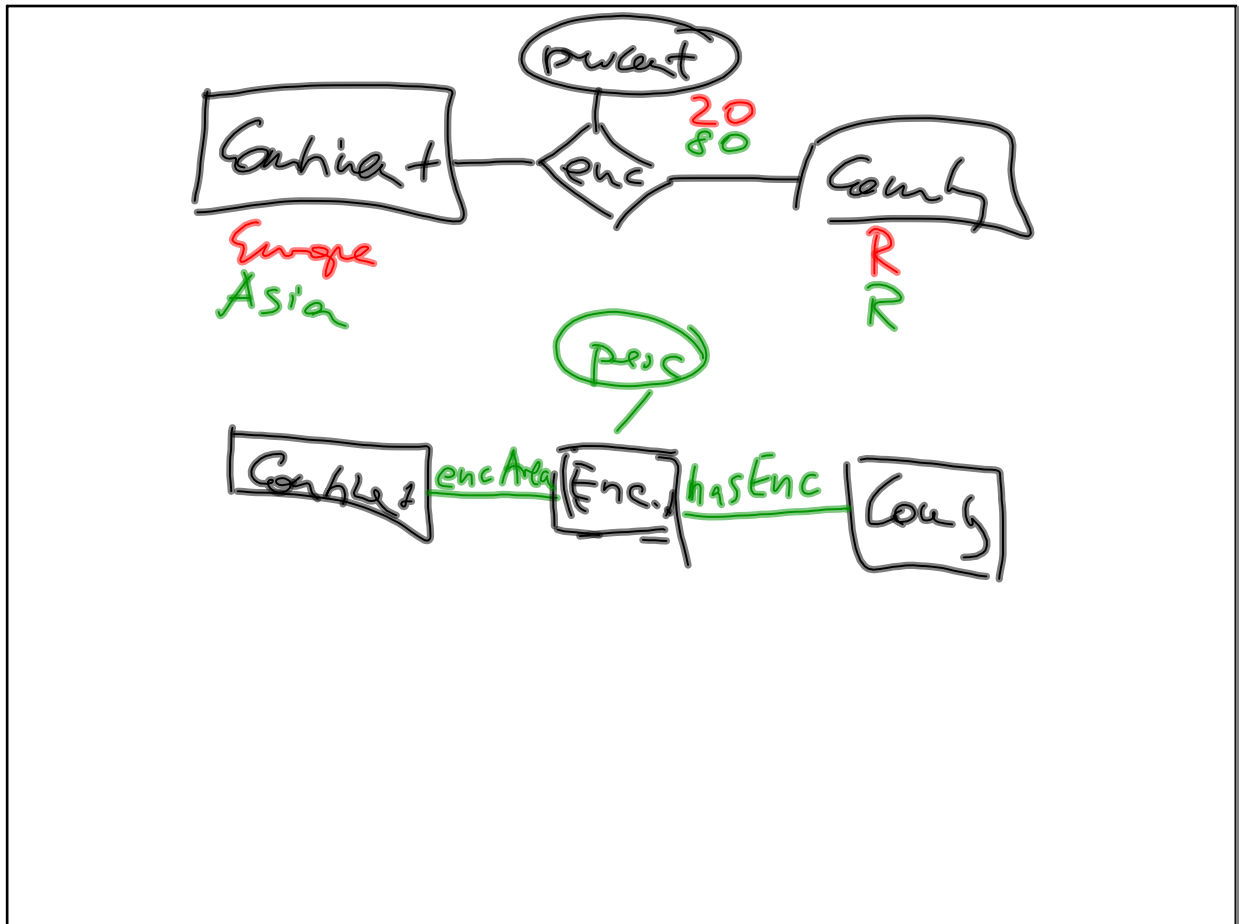 percent
20
80
Continent enc Country
Europe R
Asia R
perc
Continent encArea Enc. hasEnc Country